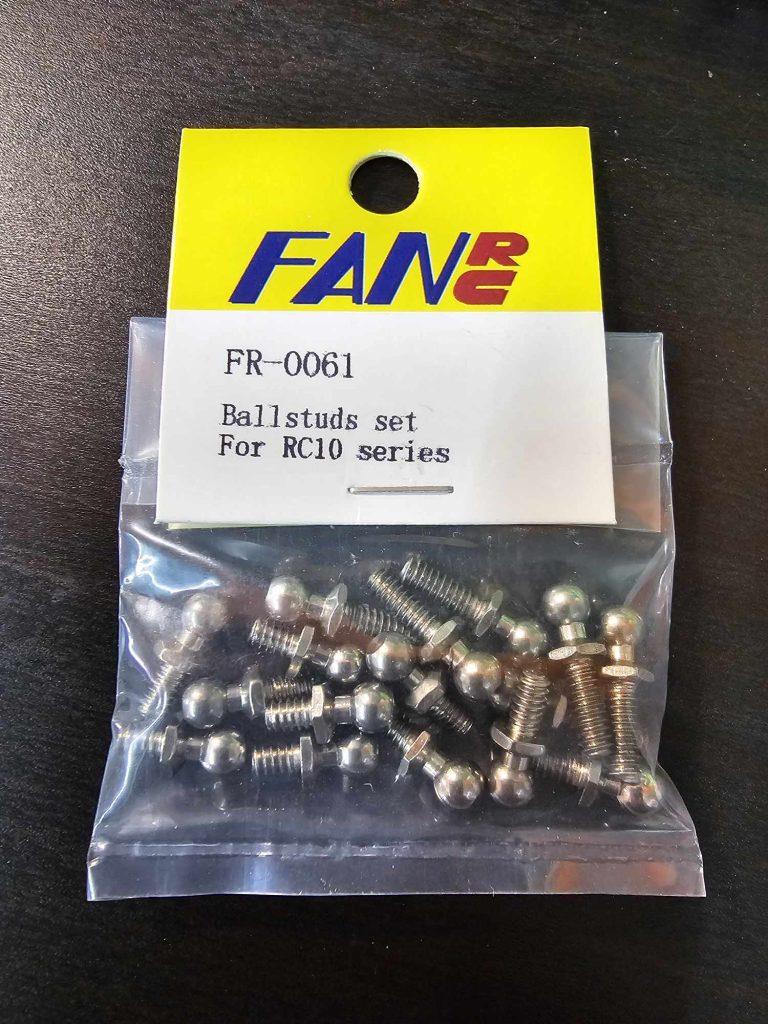 FAN RC
FR-0061
Ballstuds set
For RC10 series